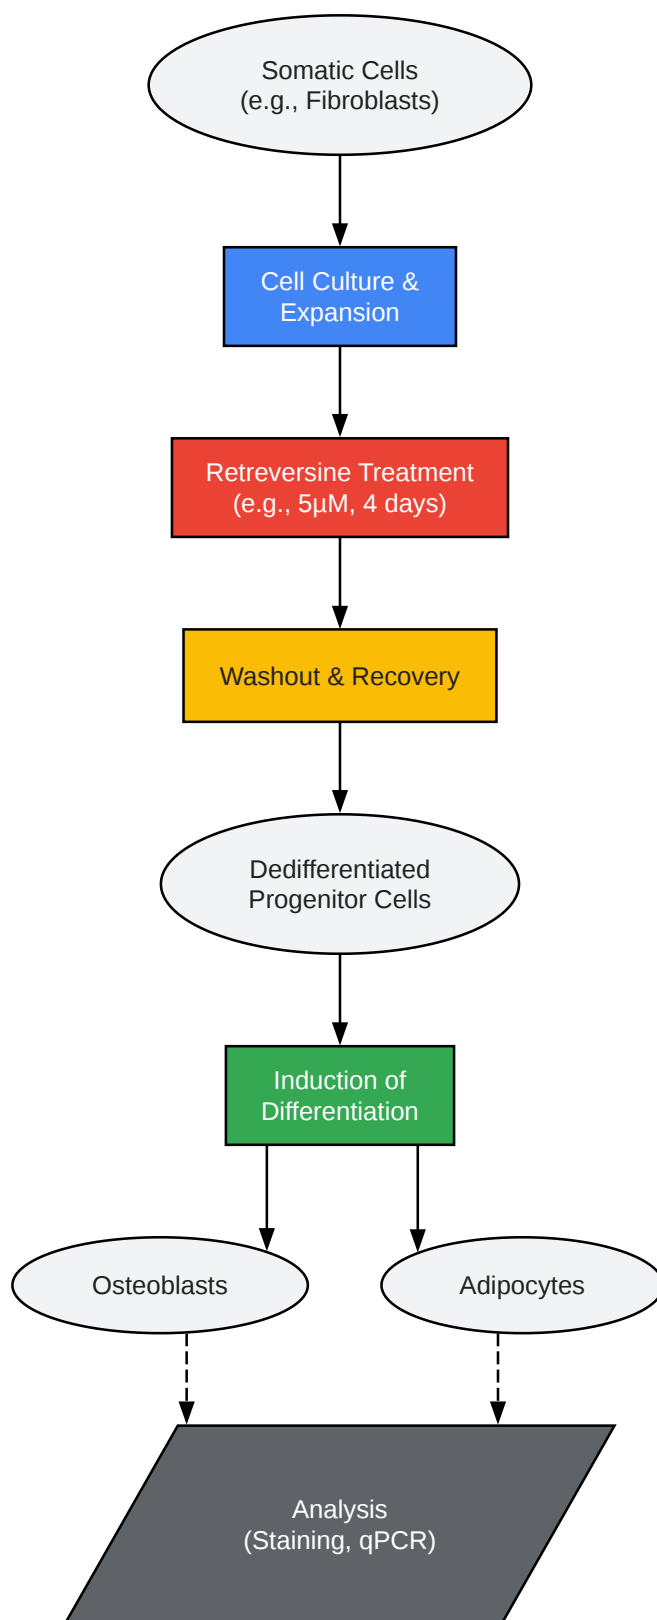 Somatic Cells
(e.g., Fibroblasts)
Cell Culture &
Expansion
Retreversine Treatment
(e.g., 5µM, 4 days)
Washout & Recovery
Dedifferentiated
Progenitor Cells
Induction of
Differentiation
Osteoblasts
Adipocytes
Analysis
(Staining, qPCR)